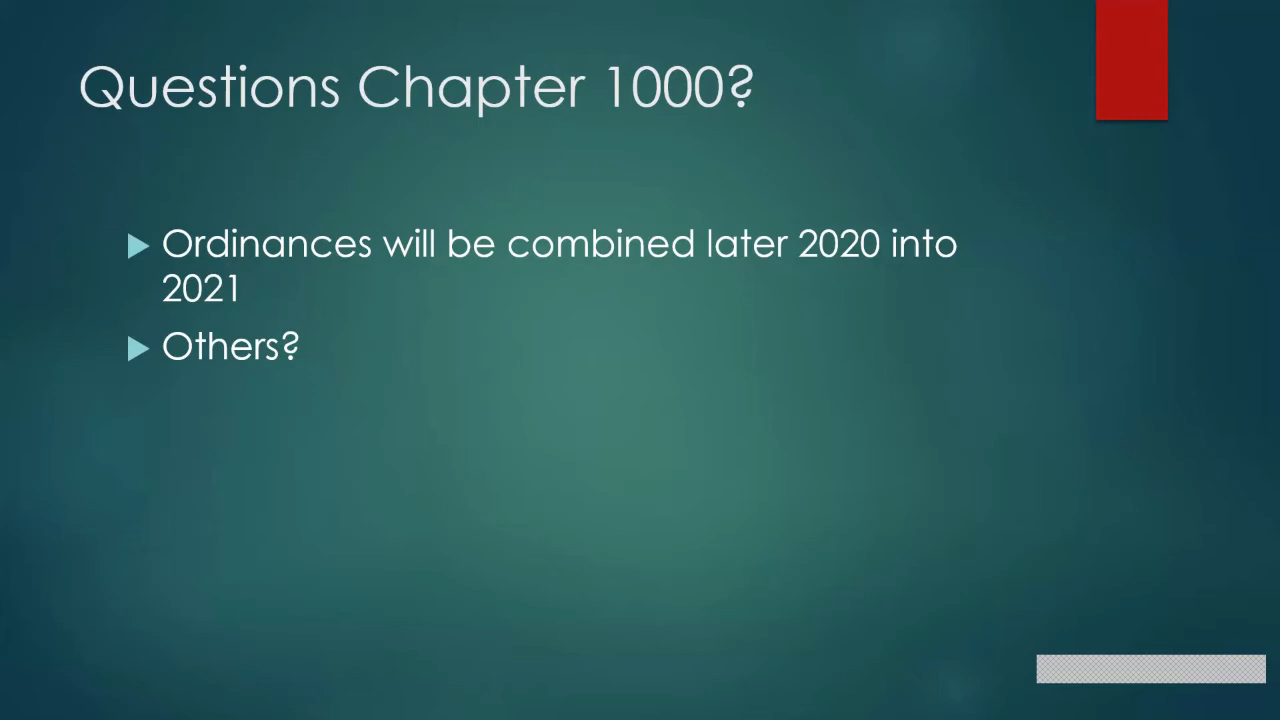 Questions Chapter 1000?
Ordinances will be combined later 2020 into
2021
Others?